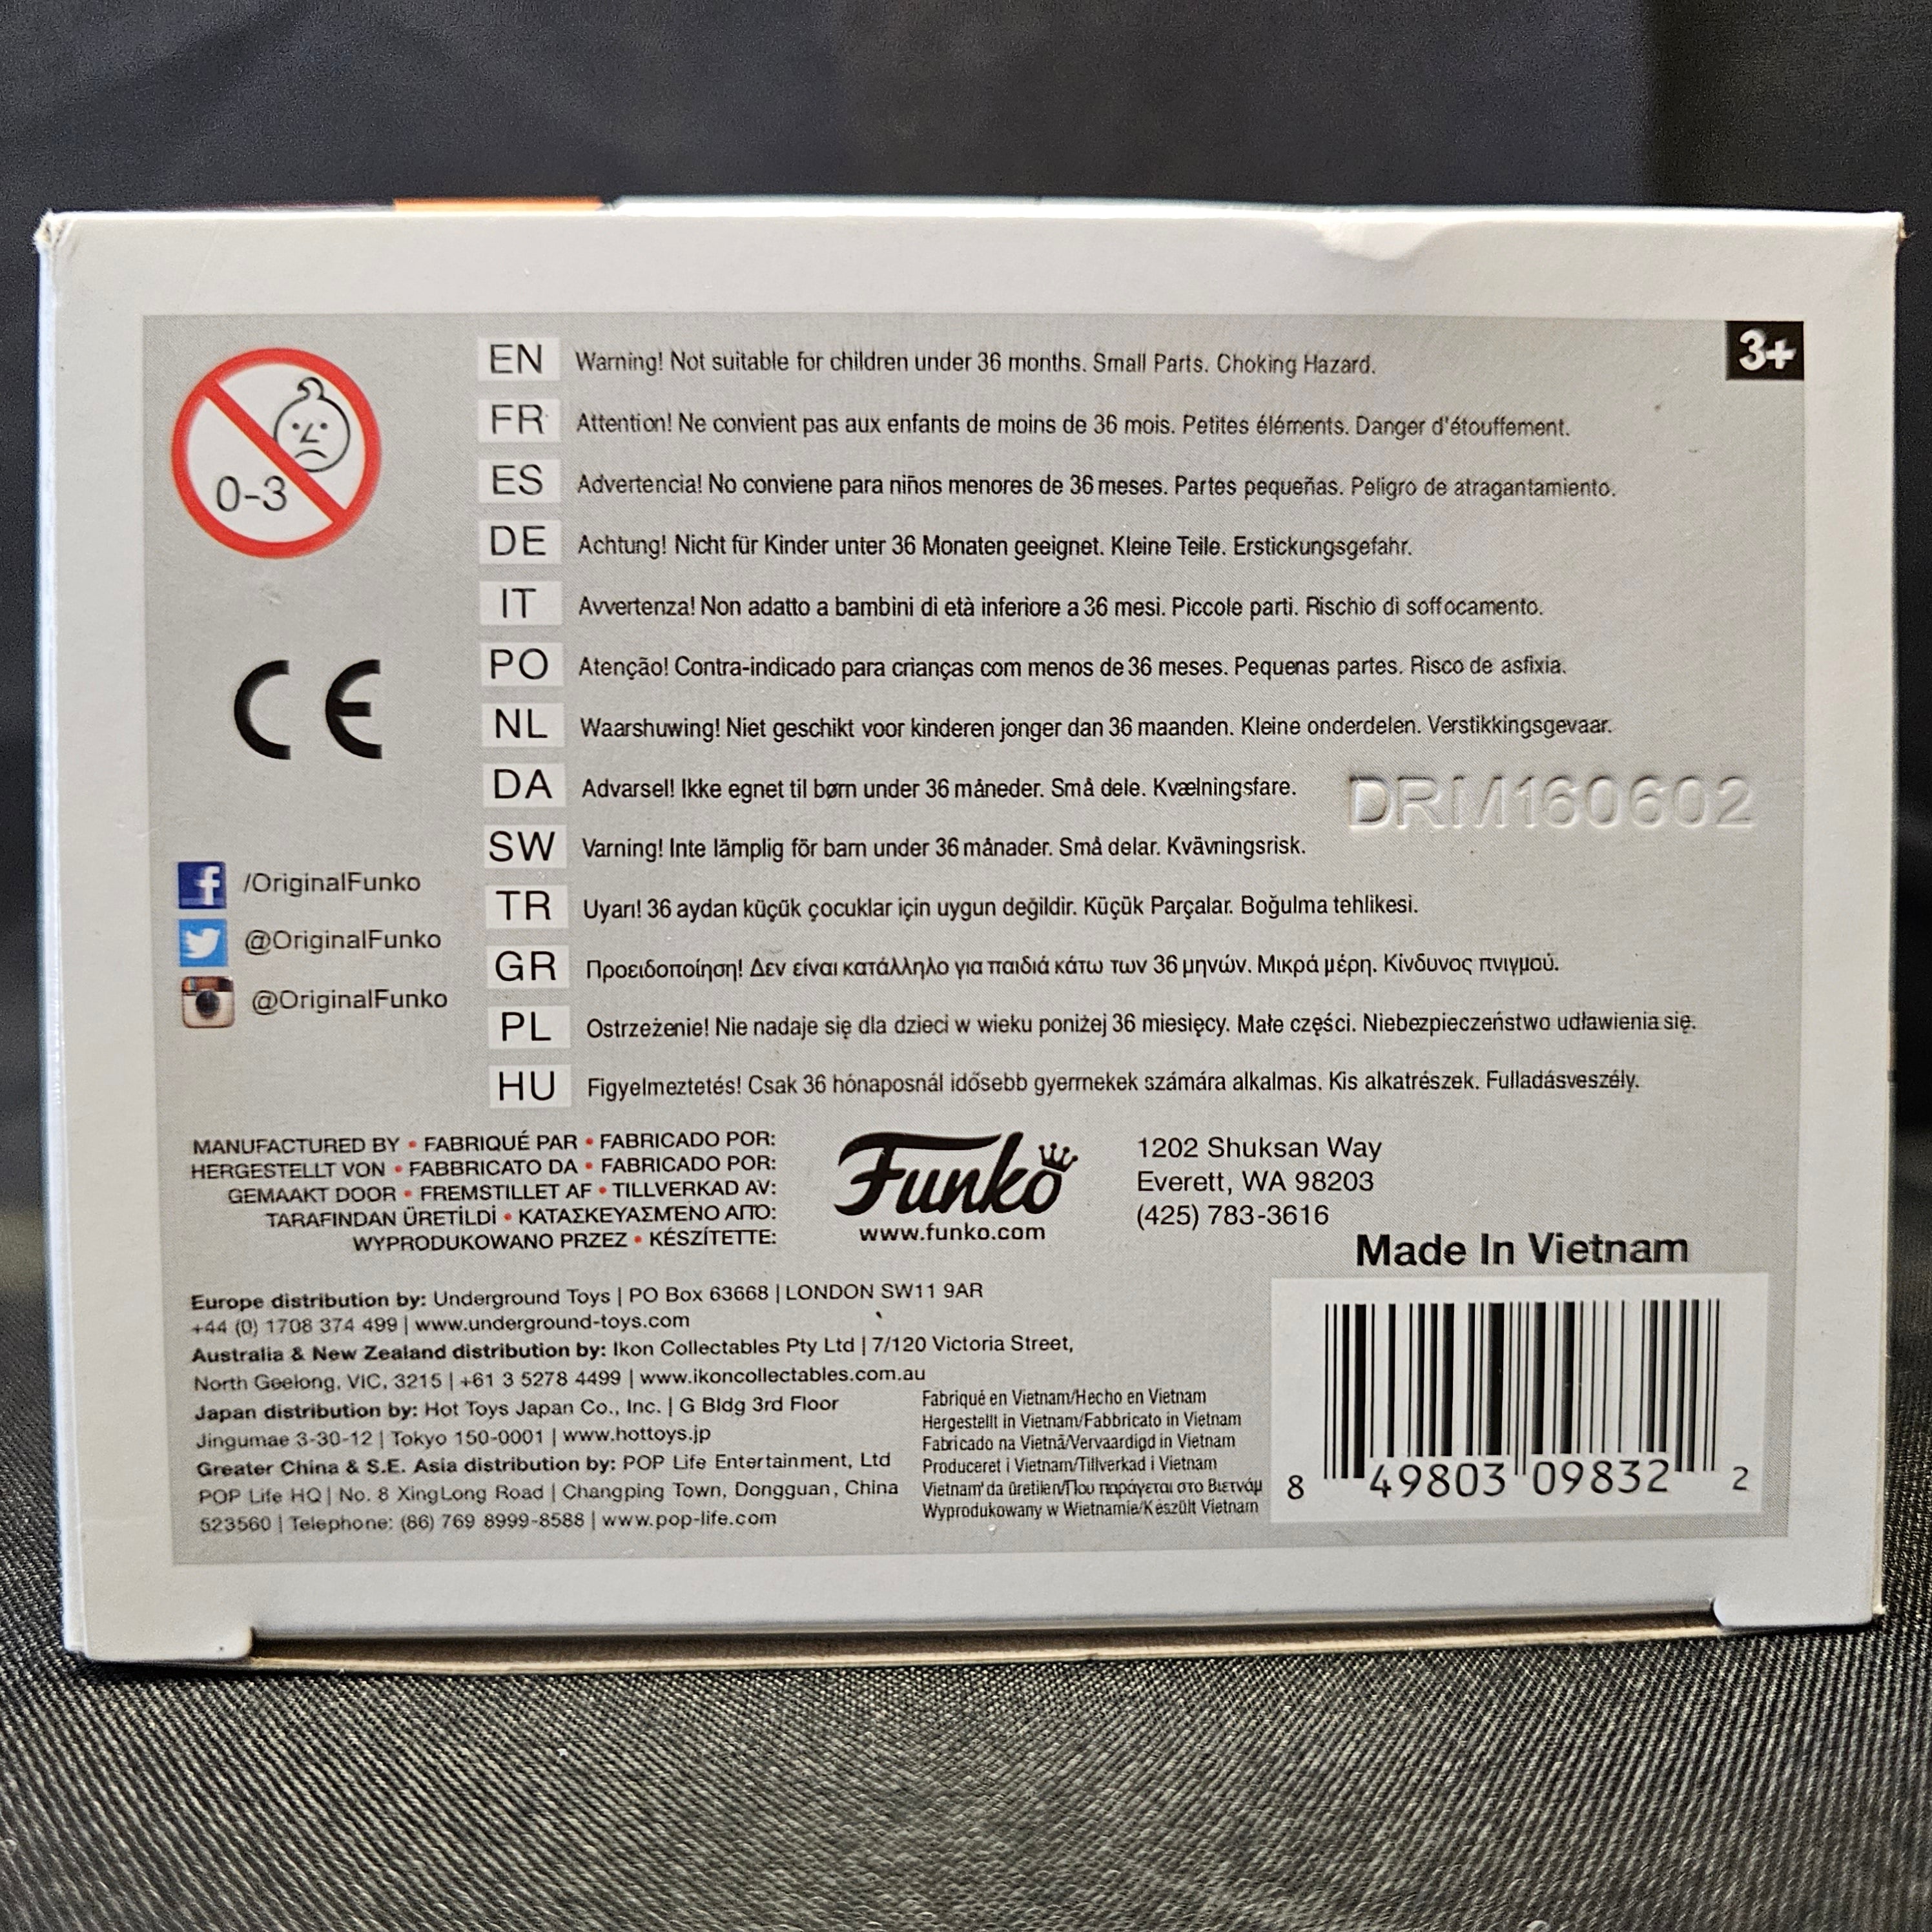 3+
0-3
EN Warning! Not suitable for children under 36 months. Small Parts. Choking Hazard.
FR Attention! Ne convient pas aux enfants de moins de 36 mois. Petites éléments. Danger d'étouffement.
ES Advertencia! No conviene para niños menores de 36 meses. Partes pequeñas. Peligro de atragantamiento.
DE Achtung! Nicht für Kinder unter 36 Monaten geeignet. Kleine Teile. Erstickungsgefahr.
IT Avvertenza! Non adatto a bambini di età inferiore a 36 mesi. Piccole parti. Rischio di soffocamento.
PO Atenção! Contra-indicado para crianças com menos de 36 meses. Pequenas partes. Risco de asfixia.
NL Waarshuwing! Niet geschikt voor kinderen jonger dan 36 maanden. Kleine onderdelen. Verstikkingsgevaar.
DA Advarsel! Ikke egnet til børn under 36 måneder. Små dele. Kvælningsfare.
SW Varning! Inte lämplig för barn under 36 månader. Små delar. Kvävningsrisk.
TR Uyarı! 36 aydan küçük çocuklar için uygun değildir. Küçük Parçalar. Boğulma tehlikesi.
GR Προειδοποίηση! Δεν είναι κατάλληλο για παιδιά κάτω των 36 μηνών. Μικρά μέρη. Κίνδυνος πνιγμού.
PL Ostrzeżenie! Nie nadaje się dla dzieci w wieku poniżej 36 miesięcy. Małe części. Niebezpieczeństwo udławienia się.
HU Figyelmeztetés! Csak 36 hónaposnál idősebb gyermekek számára alkalmas. Kis alkatrészek. Fulladásveszély.
DRM160602
CE
/OriginalFunko
@OriginalFunko
@OriginalFunko
MANUFACTURED BY • FABRIQUÉ PAR • FABRICADO POR:
HERGESTELLT VON • FABBRICATO DA • FABRICADO POR:
GEMAAKT DOOR • FREMSTILLET AF • TILLVERKAD AV:
TARAFINDAN ÜRETİLDİ • ΚΑΤΑΣΚΕΥΑΣΜΈΝΟ ΑΠΌ:
WYPRODUKOWANO PRZEZ • KÉSZÍTETTE:
Funko
www.funko.com
1202 Shuksan Way
Everett, WA 98203
(425) 783-3616
Made In Vietnam
Europe distribution by: Underground Toys | PO Box 63668 | LONDON SW11 9AR
+44 (0) 1708 374 499 | www.underground-toys.com
Australia & New Zealand distribution by: Ikon Collectables Pty Ltd | 7/120 Victoria Street,
North Geelong, VIC, 3215 | +61 3 5278 4499 | www.ikoncollectables.com.au
Japan distribution by: Hot Toys Japan Co., Inc. | G Bldg 3rd Floor
Jingumae 3-30-12 | Tokyo 150-0001 | www.hottoys.jp
Greater China & S.E. Asia distribution by: POP Life Entertainment, Ltd
POP Life HQ | No. 8 XingLong Road | Changping Town, Dongguan, China
523560 | Telephone: (86) 769 8999-8588 | www.pop-life.com
Fabriqué en Vietnam/Hecho en Vietnam
Hergestellt in Vietnam/Fabbricato in Vietnam
Fabricado na Vietnã/Vervaardigd in Vietnam
Produceret i Vietnam/Tillverkad i Vietnam
Vietnam'da üretilen/Που παράγεται στο Βιετνάμ
Wyprodukowany w Wietnamie/Készült Vietnam
8 49803 09832 2